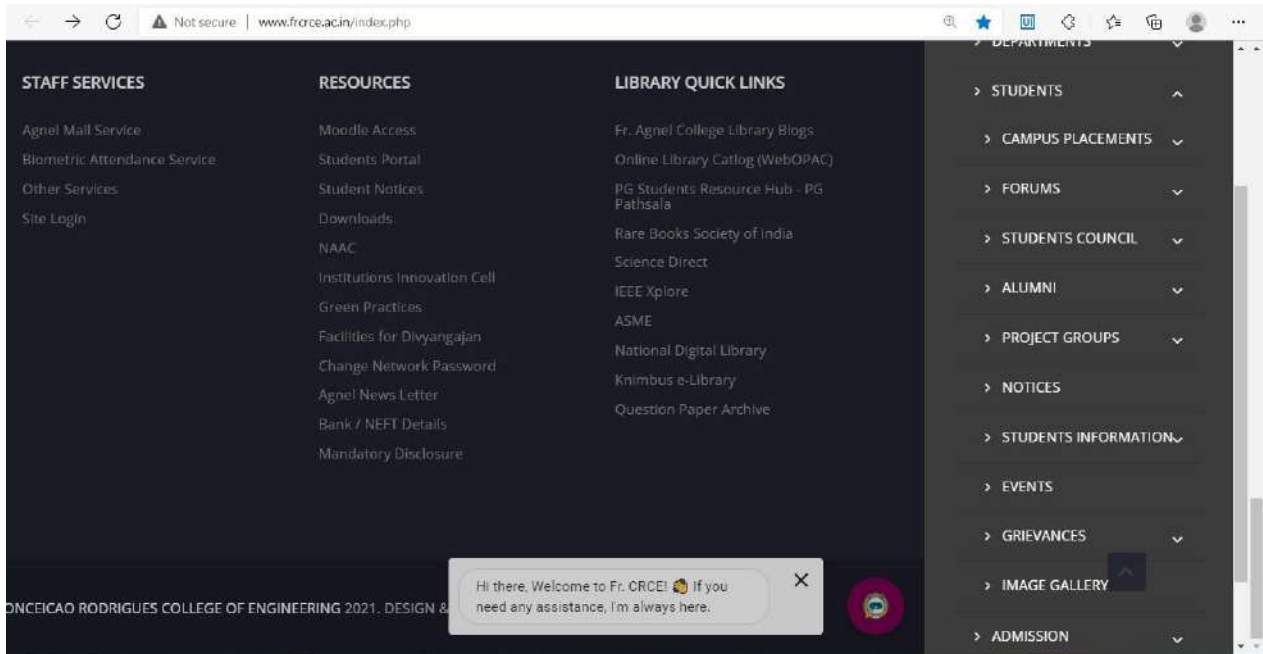 Not secure | www.frcrce.ac.in/index.php
STAFF SERVICES
Agnel Mail Service
Biometric Attendance Service
Other Services
Site Login
RESOURCES
Moodle Access
Students Portal
Student Notices
Downloads
NAAC
Institutions Innovation Cell
Green Practices
Facilities for Divyangajan
Change Network Password
Agnel News Letter
Bank / NEFT Details
Mandatory Disclosure
LIBRARY QUICK LINKS
Fr. Agnel College Library Blogs
Online Library Catlog (WebOPAC)
PG Students Resource Hub - PG
Pathsala
Rare Books Society of India
Science Direct
IEEE Xplore
ASME
National Digital Library
Knimbus e-Library
Question Paper Archive
DEPARTMENTS
STUDENTS
CAMPUS PLACEMENTS
FORUMS
STUDENTS COUNCIL
ALUMNI
PROJECT GROUPS
NOTICES
STUDENTS INFORMATION
EVENTS
GRIEVANCES
IMAGE GALLERY
ADMISSION
ONCEICAO RODRIGUES COLLEGE OF ENGINEERING 2021. DESIGN &
Hi there, Welcome to Fr. CRCE! If you
need any assistance, I'm always here.